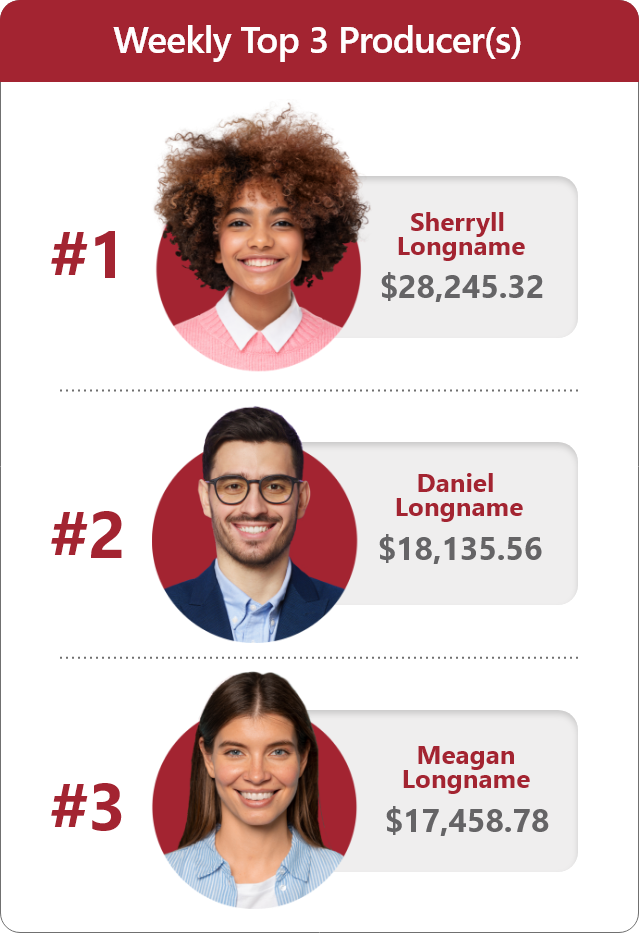 Weekly Top 3 Producer(s)
#1
Sherryll
Longname
$28,245.32
#2
Daniel
Longname
$18,135.56
#3
Meagan
Longname
$17,458.78